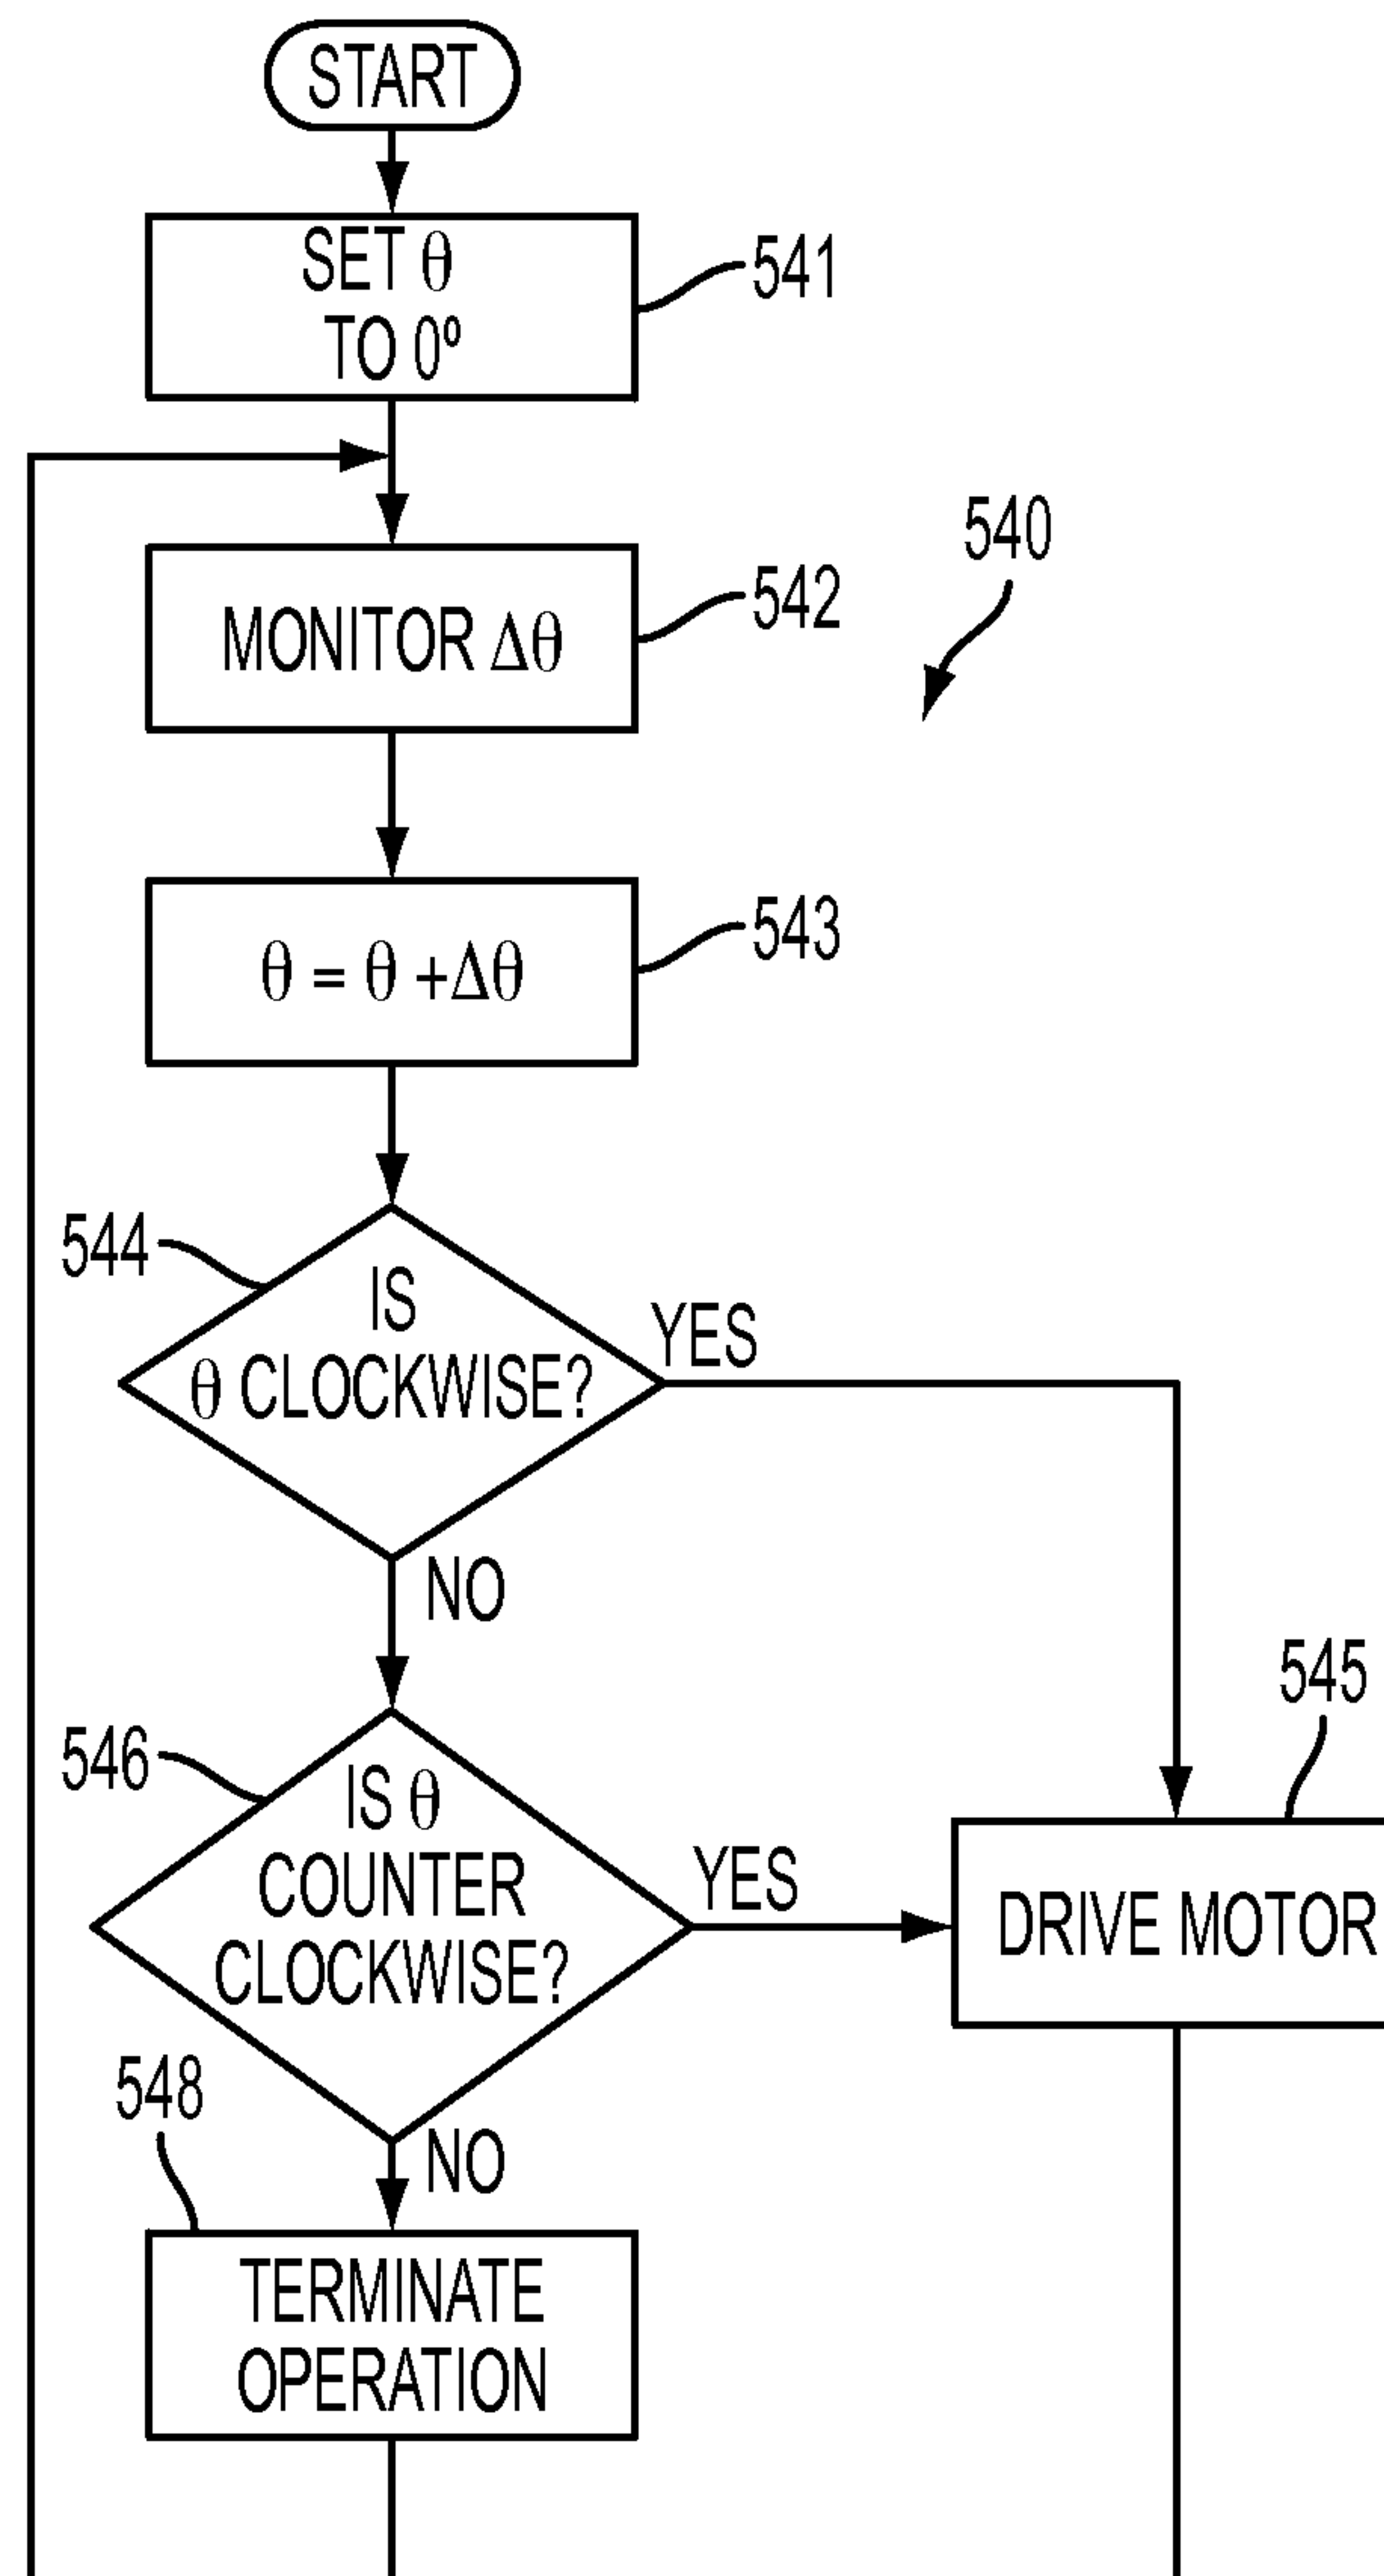 START
SET θ
TO 0º
541
540
MONITOR Δθ
542
θ = θ +Δθ
543
544
IS
θ CLOCKWISE?
YES
NO
545
546
IS θ
COUNTER
CLOCKWISE?
YES
DRIVE MOTOR
548
NO
TERMINATE
OPERATION